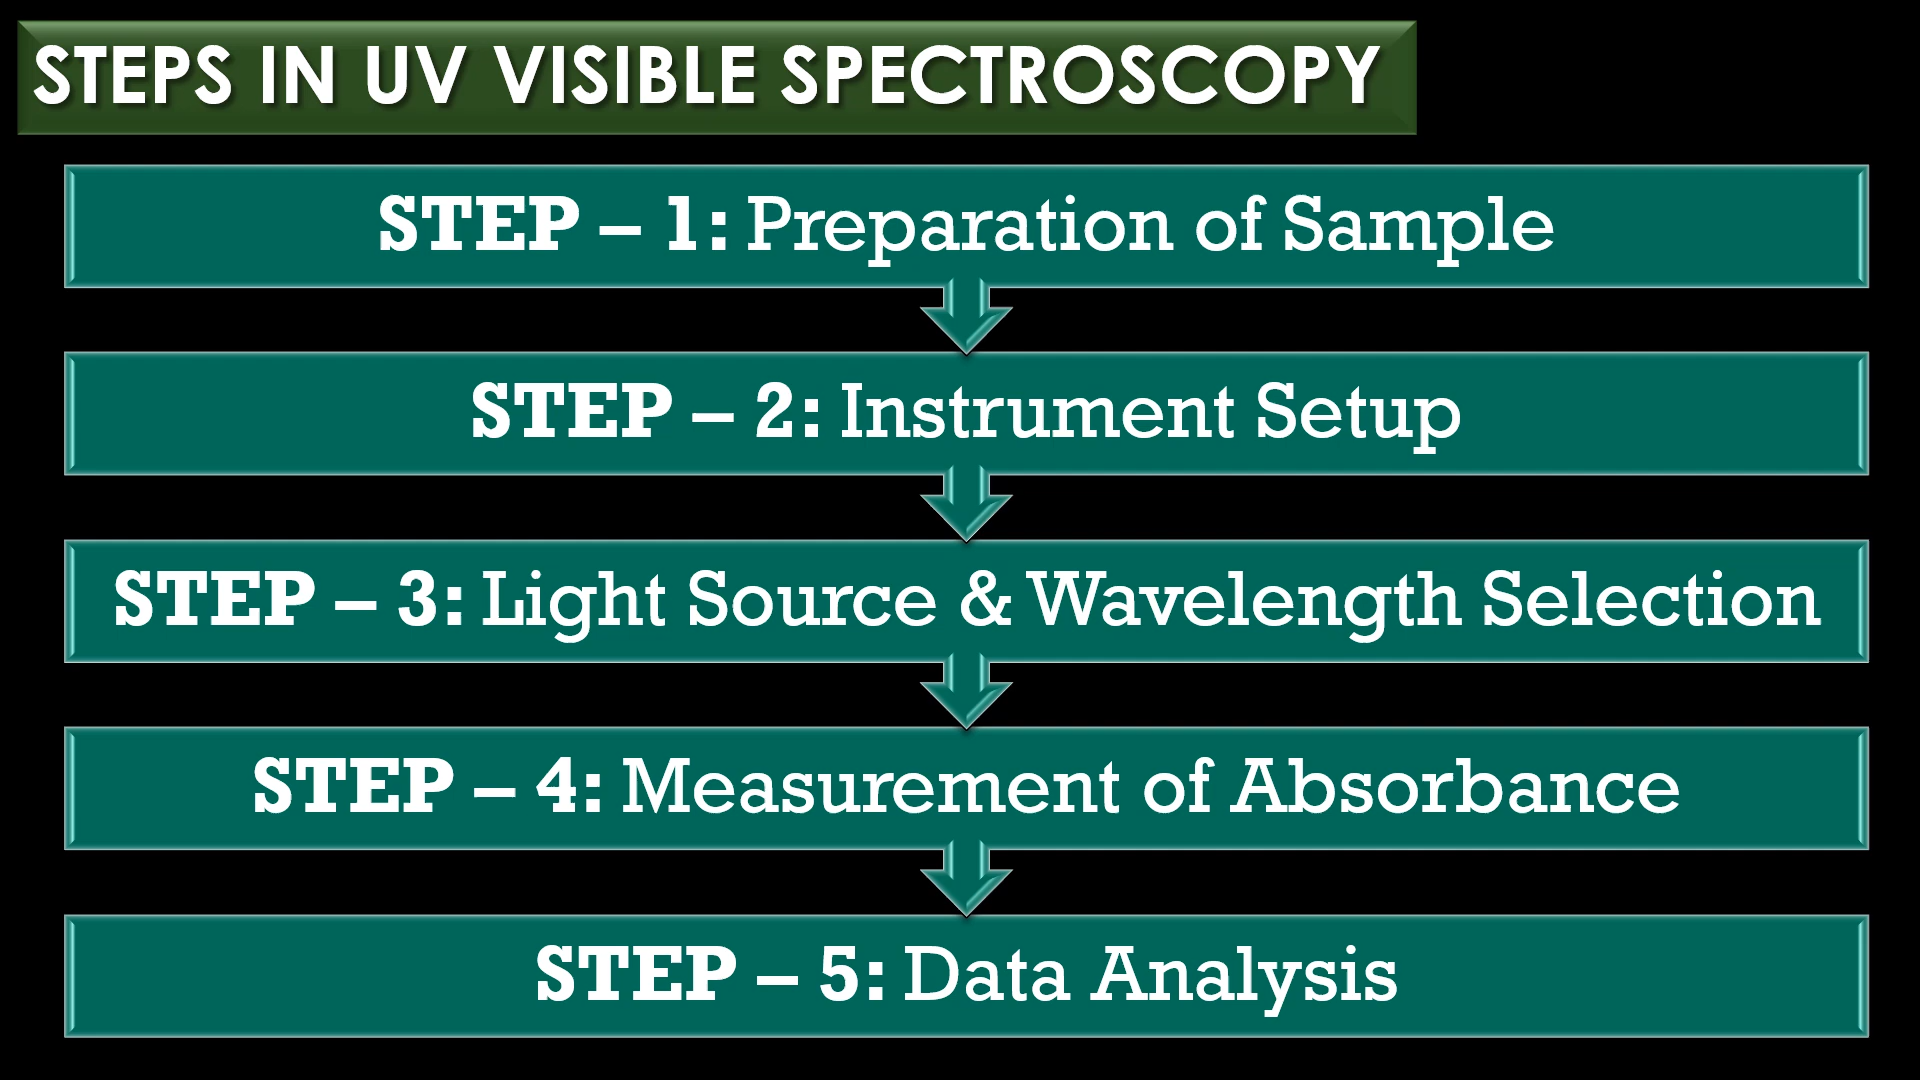 STEPS IN UV VISIBLE SPECTROSCOPY
STEP – 1: Preparation of Sample
STEP – 2: Instrument Setup
STEP – 3: Light Source & Wavelength Selection
STEP – 4: Measurement of Absorbance
STEP – 5: Data Analysis